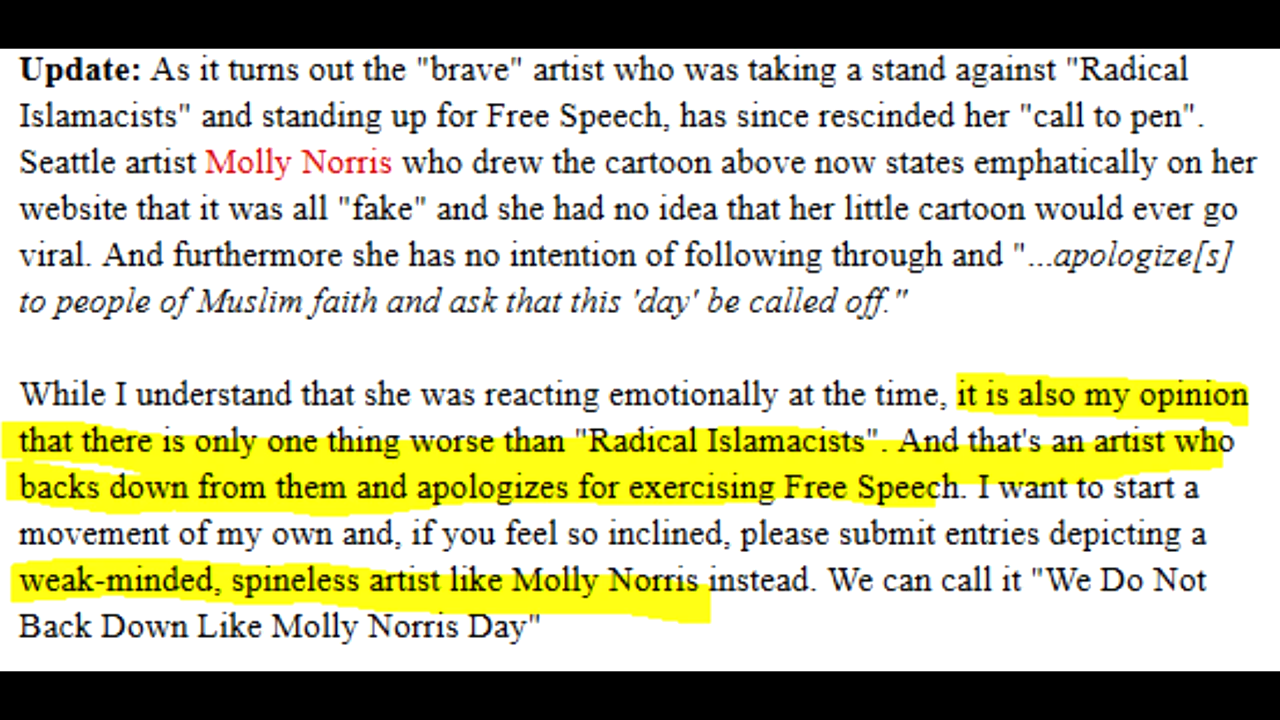 Update: As it turns out the "brave" artist who was taking a stand against "Radical
Islamacists" and standing up for Free Speech, has since rescinded her "call to pen".
Seattle artist Molly Norris who drew the cartoon above now states emphatically on her
website that it was all "fake" and she had no idea that her little cartoon would ever go
viral. And furthermore she has no intention of following through and "...apologize[s]
to people of Muslim faith and ask that this 'day' be called off."
While I understand that she was reacting emotionally at the time, it is also my opinion
that there is only one thing worse than "Radical Islamacists". And that's an artist who
backs down from them and apologizes for exercising Free Speech. I want to start a
movement of my own and, if you feel so inclined, please submit entries depicting a
weak-minded, spineless artist like Molly Norris instead. We can call it "We Do Not
Back Down Like Molly Norris Day"